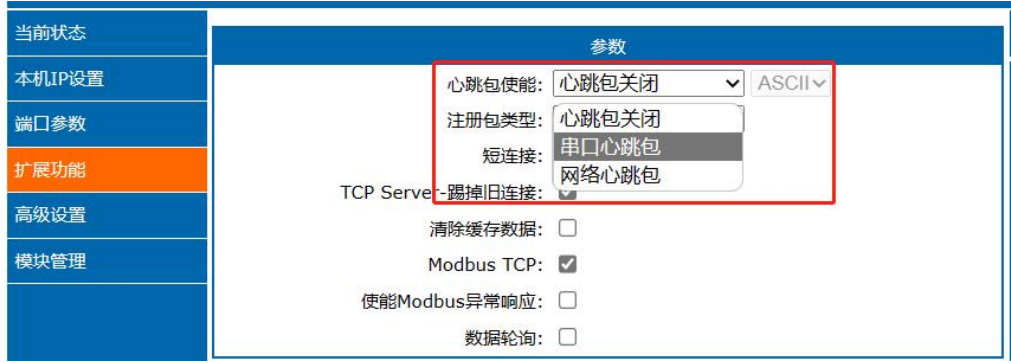 当前状态
本机IP设置
端口参数
扩展功能
高级设置
模块管理
参数
心跳包使能: 心跳包关闭 ASCII
注册包类型: 心跳包关闭
短连接: 串口心跳包
网络心跳包
TCP Server-踢掉旧连接:
清除缓存数据:
Modbus TCP:
使能Modbus异常响应:
数据轮询: